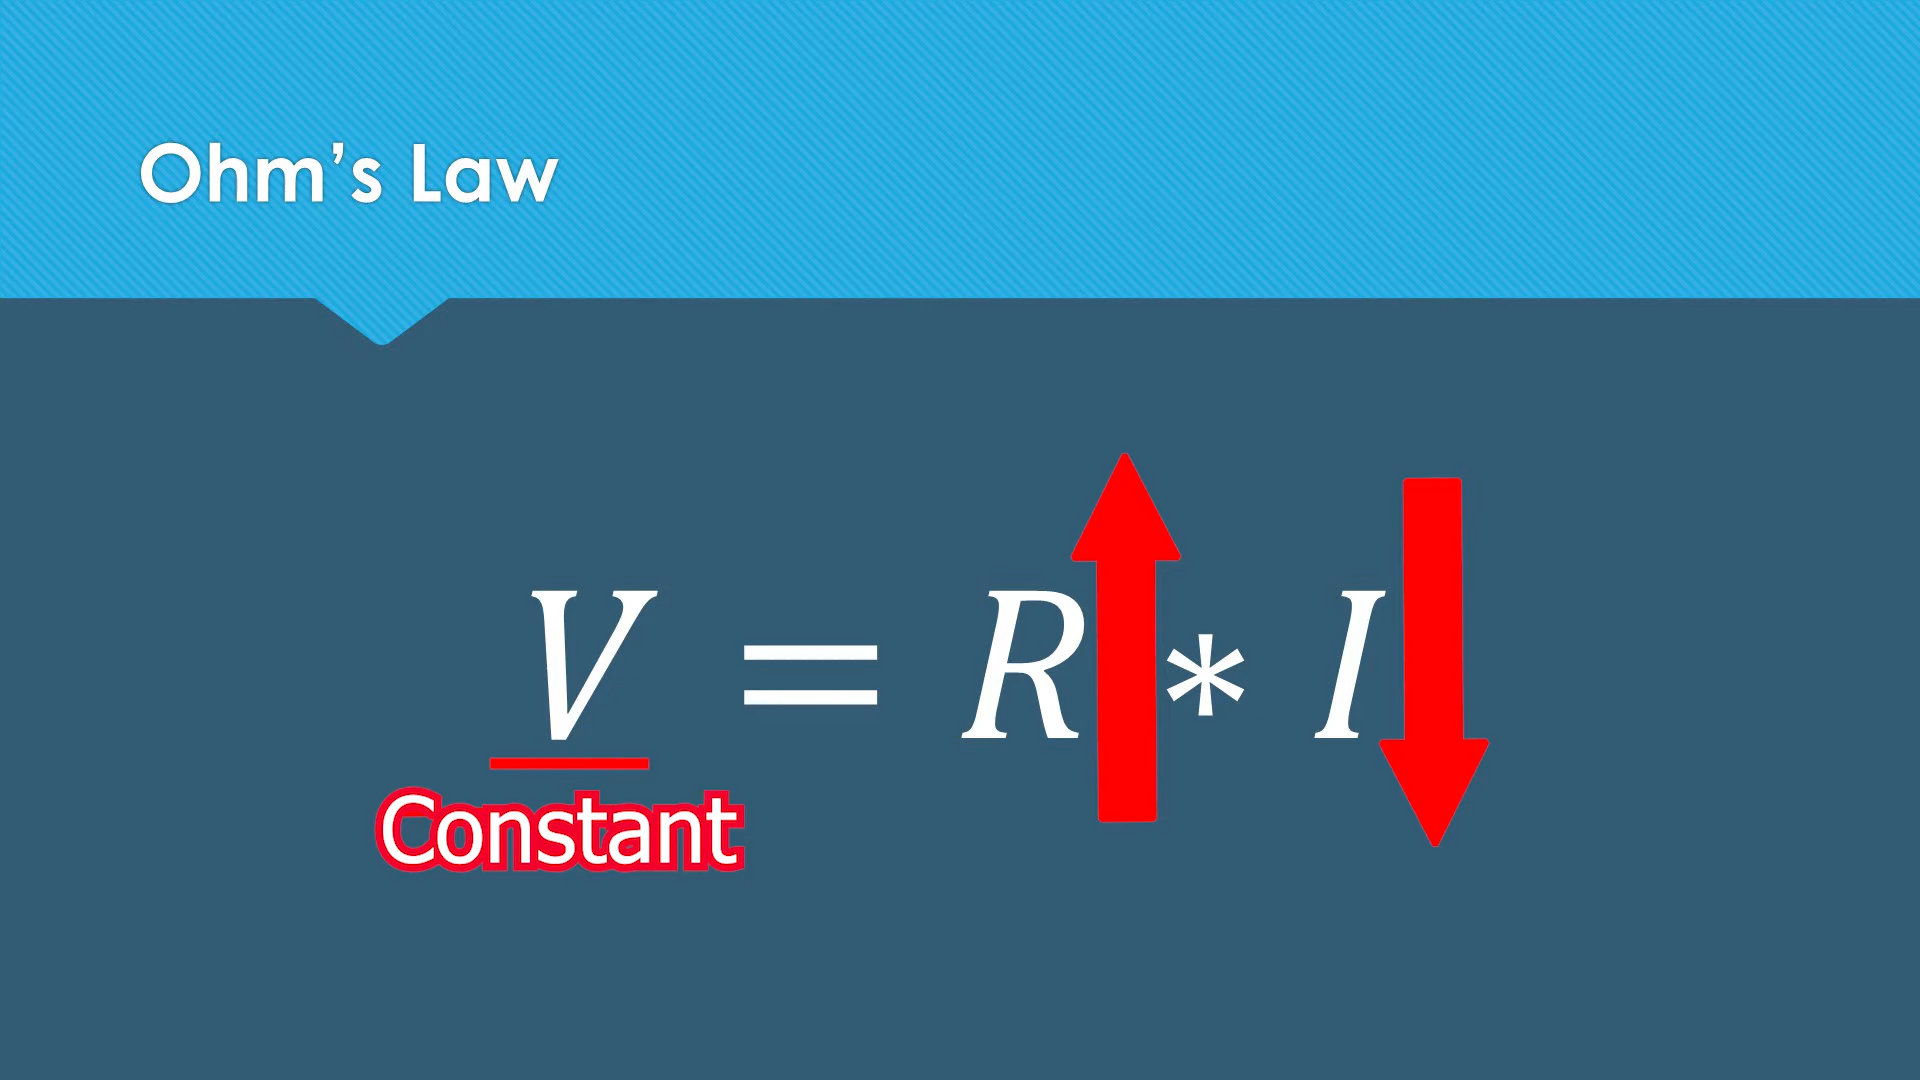 Ohm’s Law
V = R * I
Constant